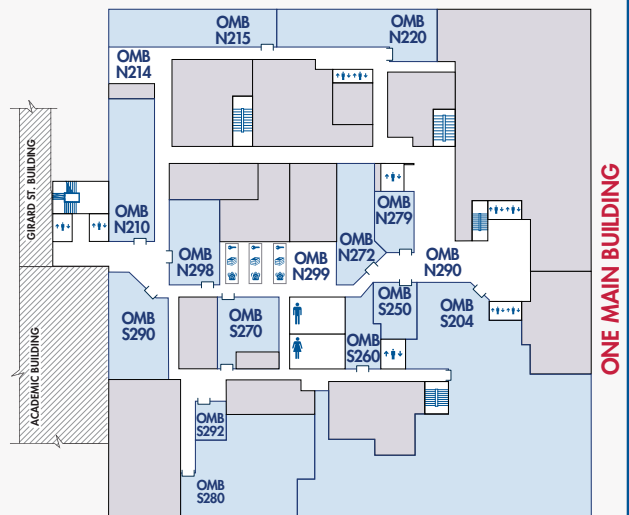 OMB
N215
OMB
N220
OMB
N214
GIRARD ST. BUILDING
OMB
N210
OMB
N279
OMB
N298
OMB
N299
OMB
N272
OMB
N290
ONE MAIN BUILDING
OMB
S290
OMB
S270
OMB
S250
OMB
S204
OMB
S260
ACADEMIC BUILDING
OMB
S292
OMB
S280